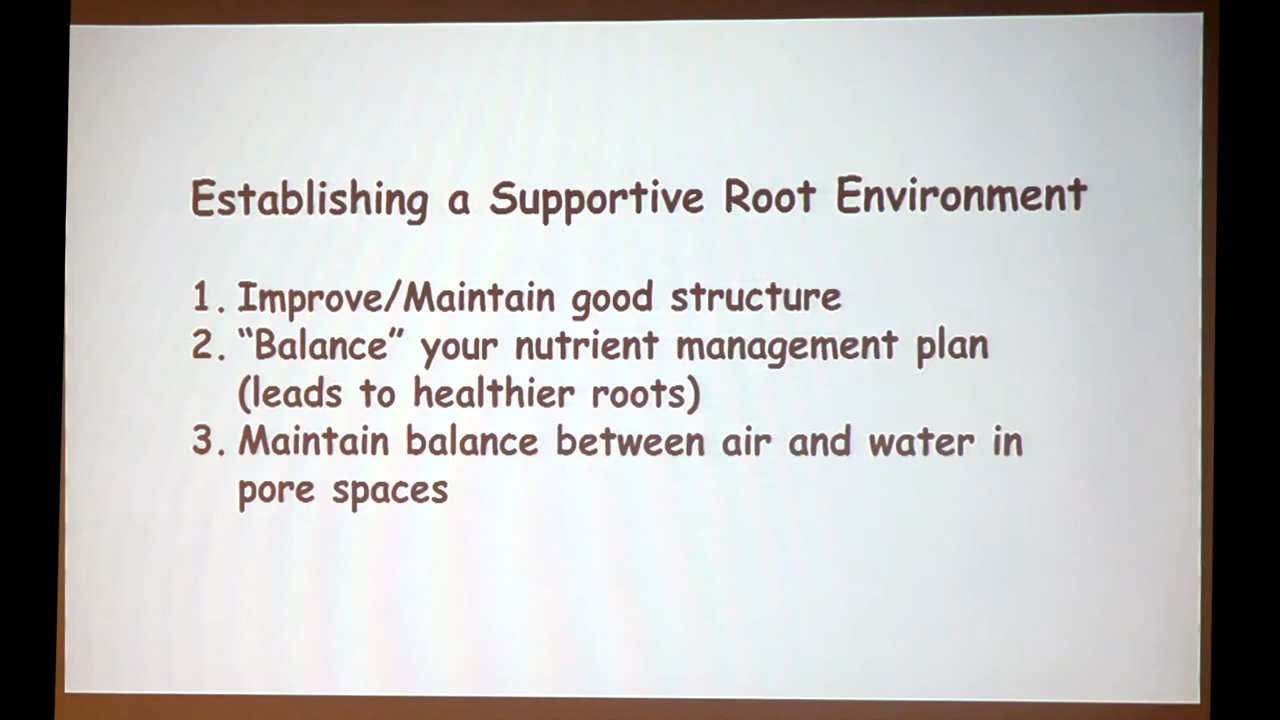 Establishing a Supportive Root Environment
1. Improve/Maintain good structure
2. “Balance” your nutrient management plan
(leads to healthier roots)
3. Maintain balance between air and water in
pore spaces